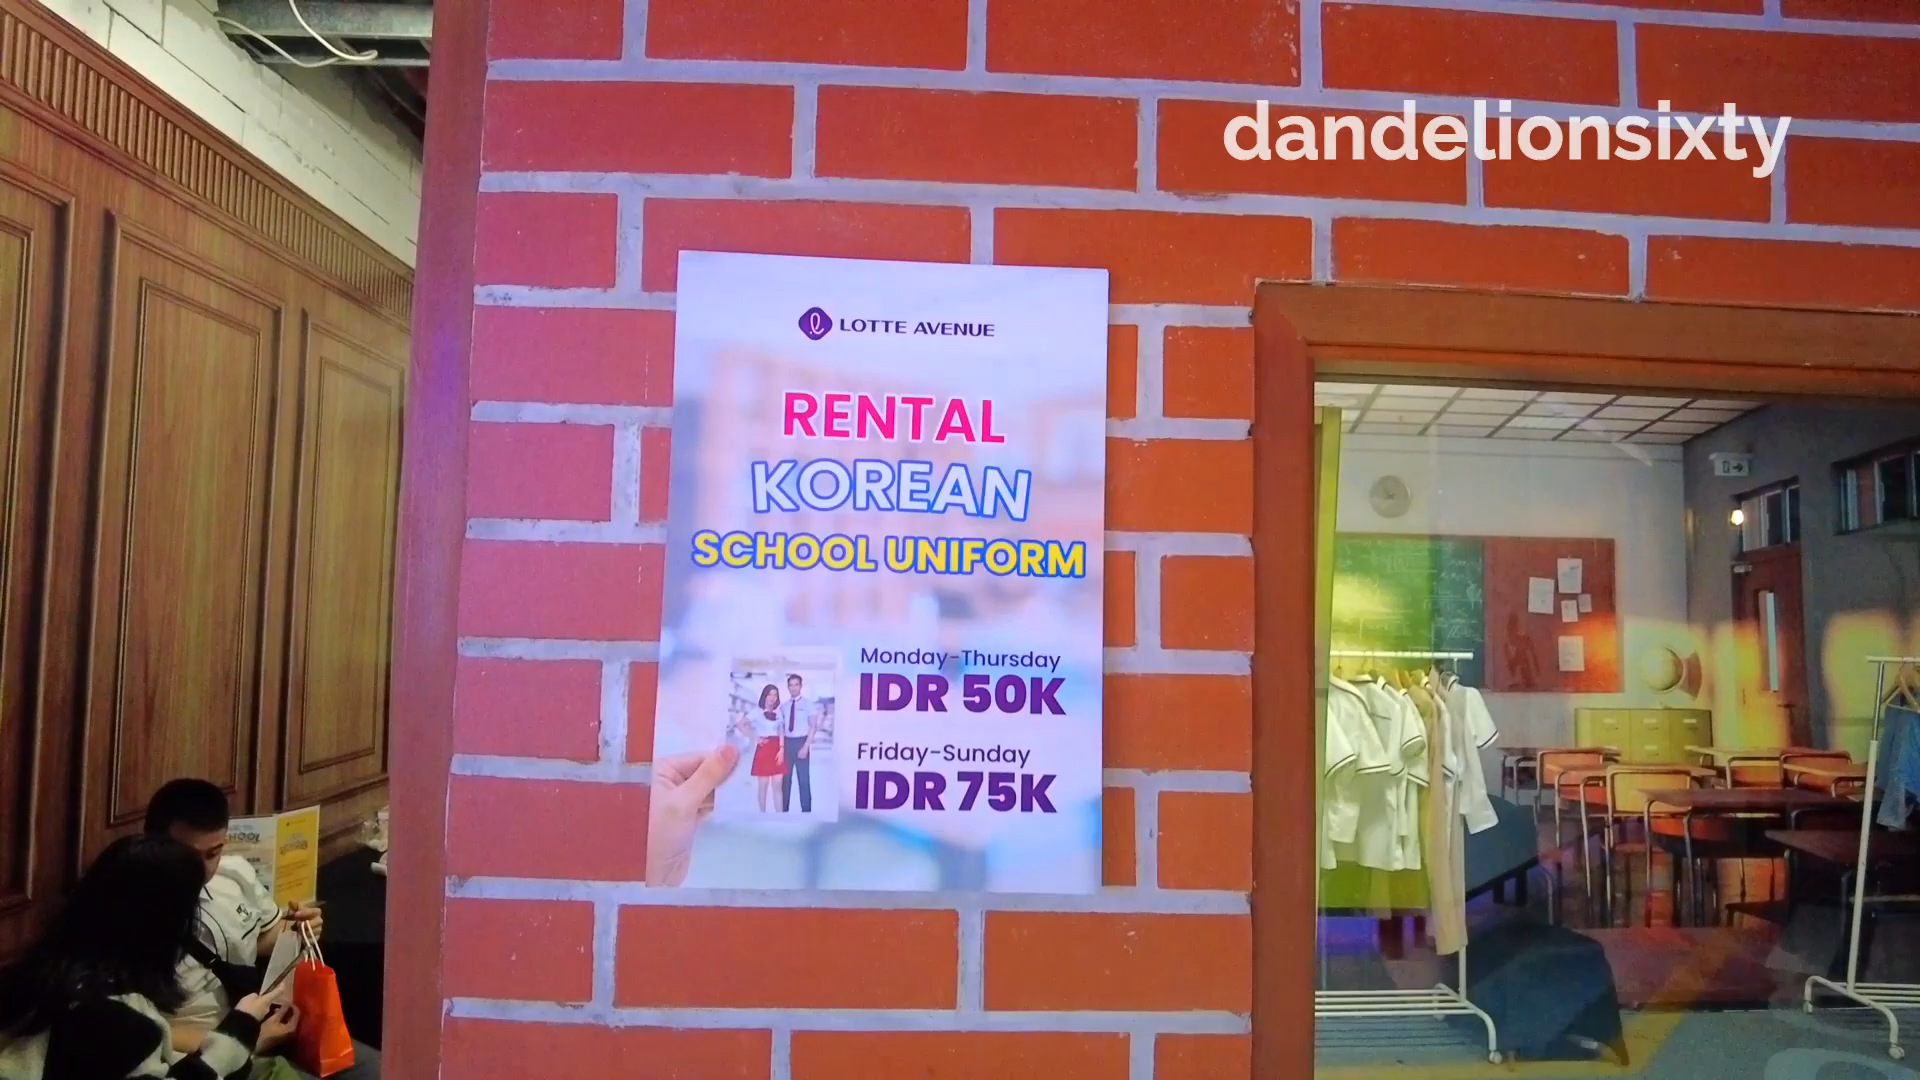 dandelionsixty
LOTTE AVENUE
RENTAL
KOREAN
SCHOOL UNIFORM
Monday-Thursday
IDR 50K
Friday-Sunday
IDR 75K